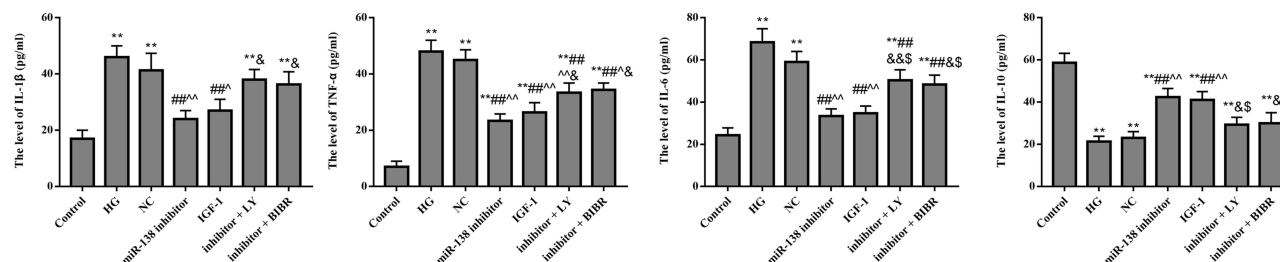 The level of IL-1β (pg/ml)
60
40
20
0
** ** ##^^ ##^ **& **&
Control HG NC miR-138 inhibitor IGF-1 inhibitor + LY inhibitor + BIBR
The level of TNF-α (pg/ml)
60
40
20
0
** ** **##^^ **##^^ **## **##^&
^^&
Control HG NC miR-138 inhibitor IGF-1 inhibitor + LY inhibitor + BIBR
The level of IL-6 (pg/ml)
80
60
40
20
0
** ** ##^^ ##^^ **## **##&$
&&$
Control HG NC miR-138 inhibitor IGF-1 inhibitor + LY inhibitor + BIBR
The level of IL-10 (pg/ml)
80
60
40
20
0
** ** **##^^ **##^^ **&$ **&
Control HG NC miR-138 inhibitor IGF-1 inhibitor + LY inhibitor + BIBR